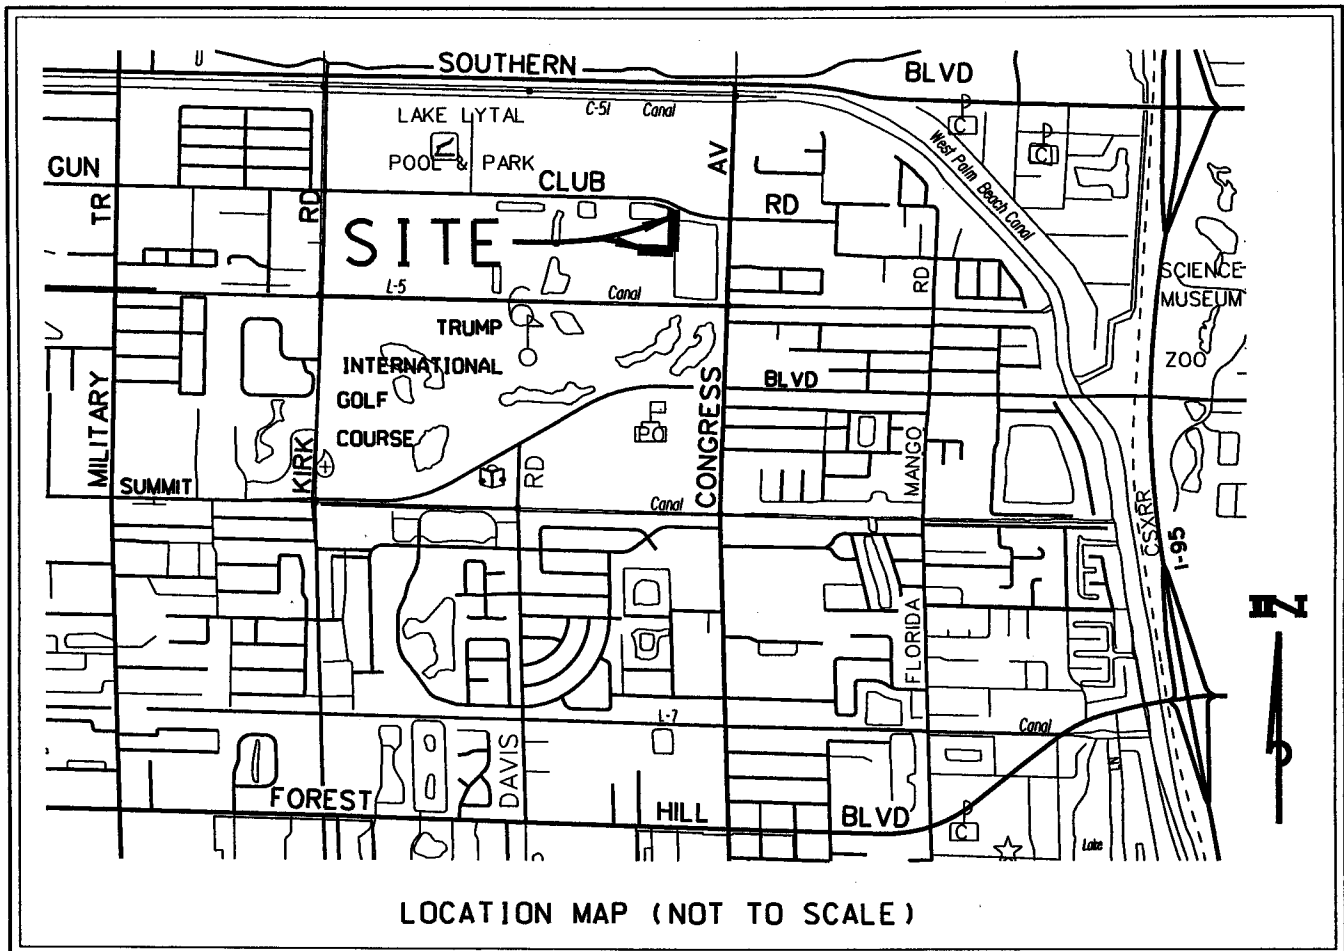 SOUTHERN BLVD
C-51 Canal
LAKE LYTAL
POOL & PARK
GUN CLUB RD
West Palm Beach Canal
C
C
TR
RD
AV
SITE
RD
SCIENCE
MUSEUM
L-5 Canal
TRUMP
INTERNATIONAL
GOLF
COURSE
ZOO
BLVD
PO
MILITARY
KIRK
RD
CONGRESS
MANGO
SUMMIT
Canal
CSXRR
I-95
N
FLORIDA
L-7 Canal
DAVIS
LN
FOREST HILL BLVD
C
Lake
LOCATION MAP (NOT TO SCALE)